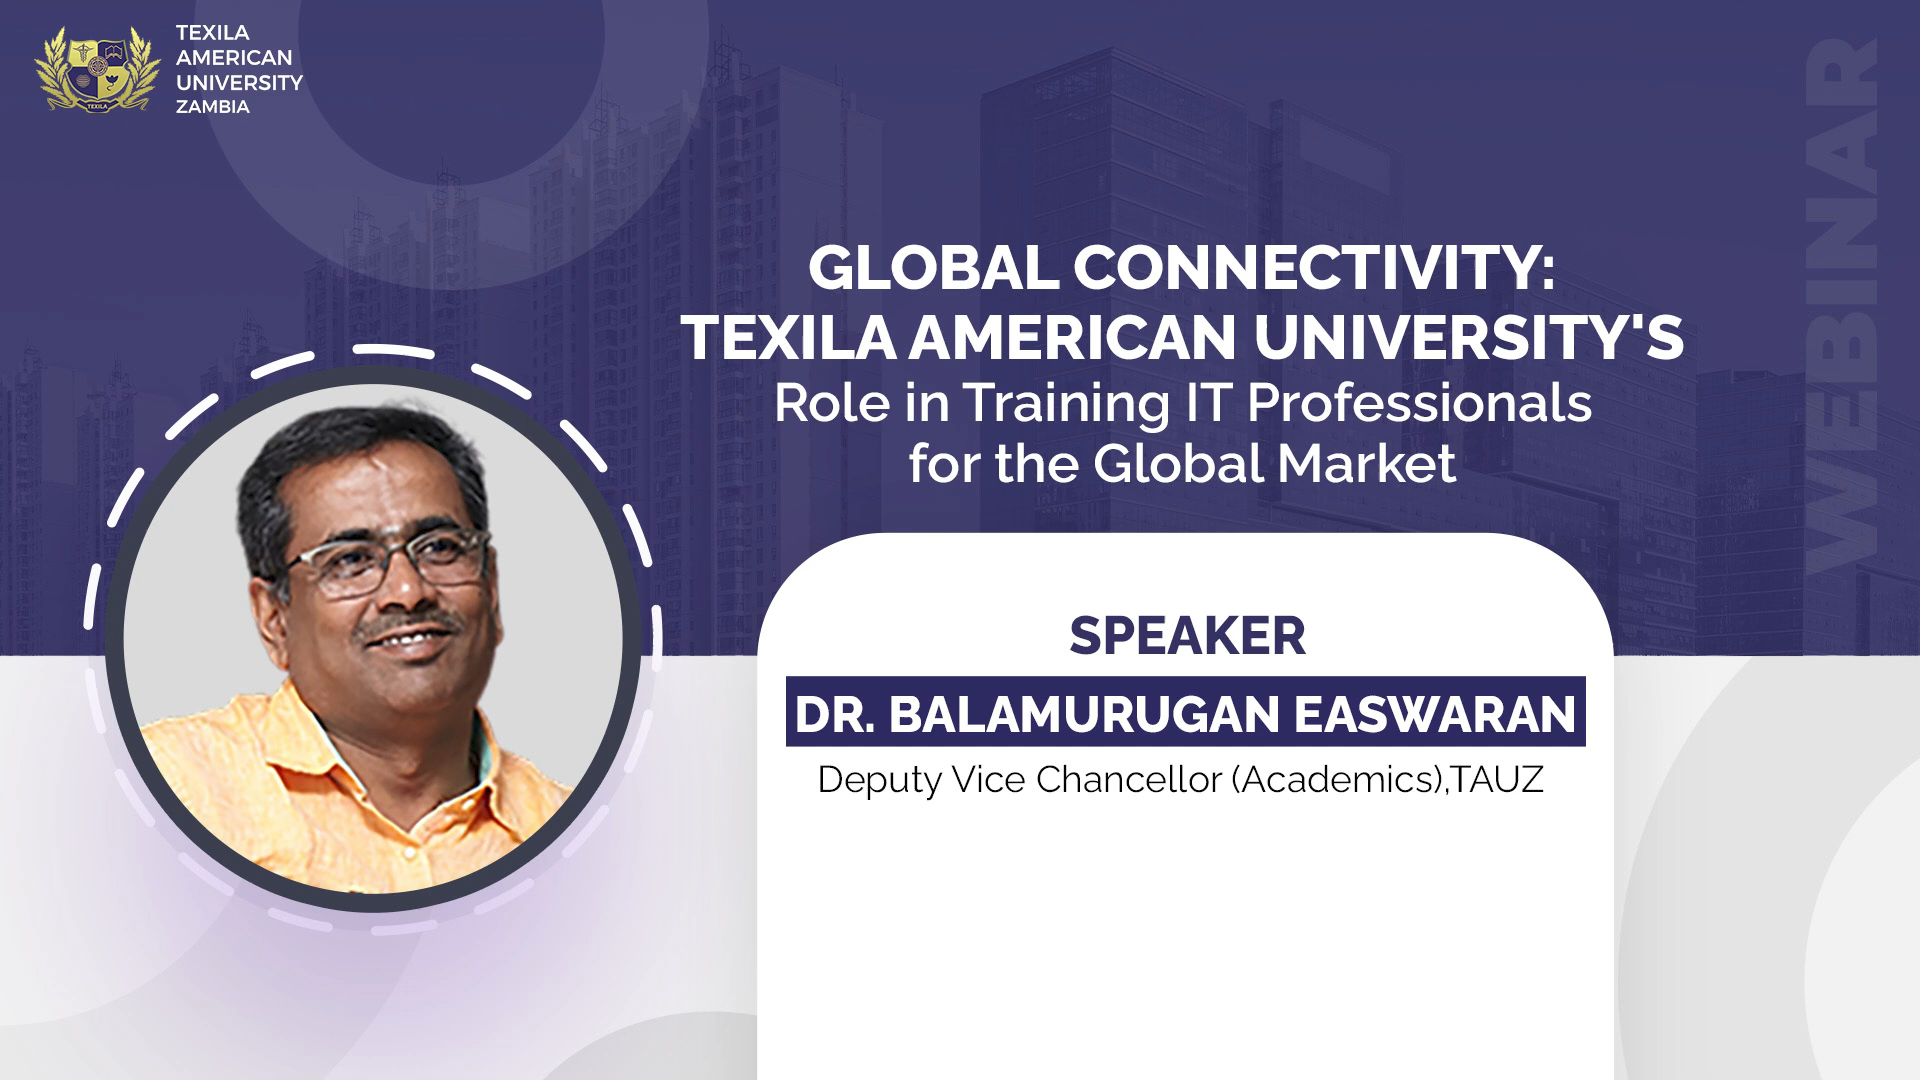 TEXILA
AMERICAN
UNIVERSITY
ZAMBIA
TEXILA
WEBINAR
GLOBAL CONNECTIVITY:
TEXILA AMERICAN UNIVERSITY'S
Role in Training IT Professionals
for the Global Market
SPEAKER
DR. BALAMURUGAN EASWARAN
Deputy Vice Chancellor (Academics),TAUZ